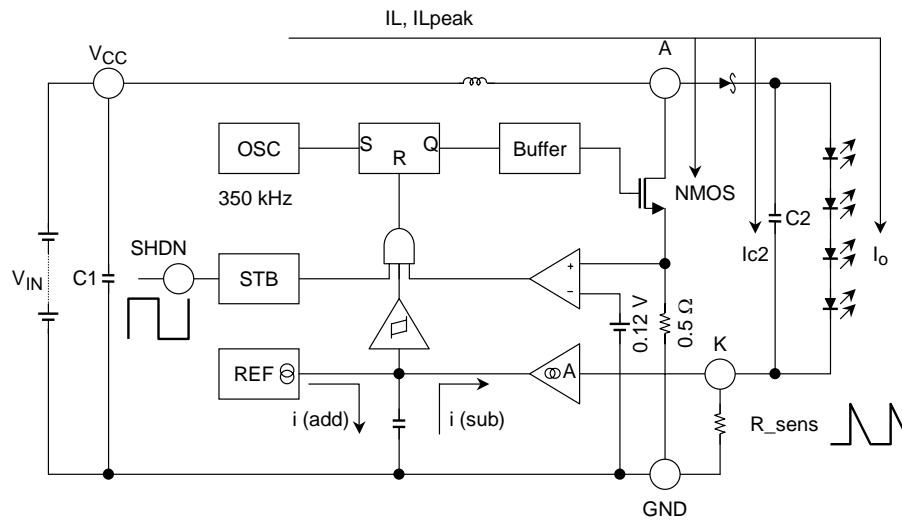 IL, ILpeak
VCC
A
OSC
S
R
Q
Buffer
350 kHz
NMOS
C2
Ic2
Io
SHDN
VIN
C1
STB
+
−
0.12 V
0.5 Ω
K
REF
A
i (add)
i (sub)
R_sens
GND